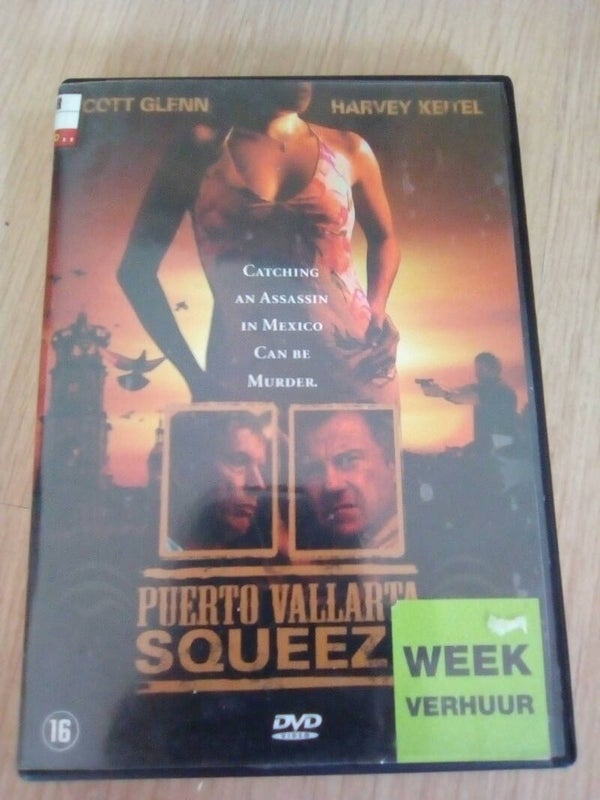 COTT GLENN
HARVEY KEITEL
CATCHING
AN ASSASSIN
IN MEXICO
CAN BE
MURDER.
PUERTO VALLARTA
SQUEEZ
WEEK
VERHUUR
16
DVD
VIDEO